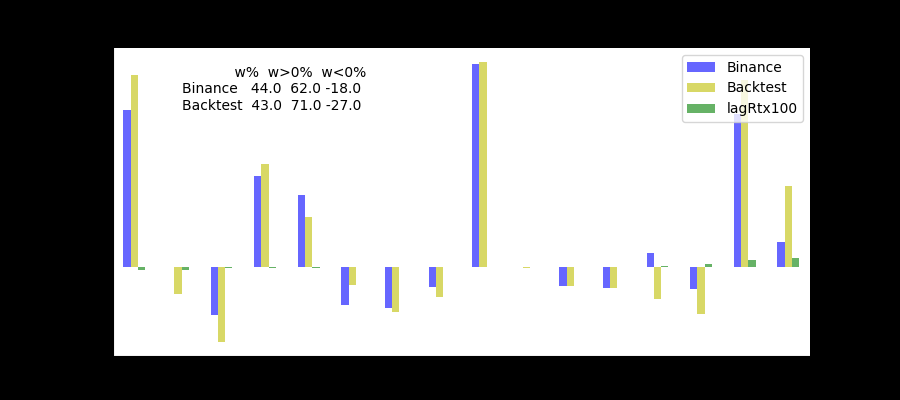 w% w>0% w<0%
Binance 44.0 62.0 -18.0
Backtest 43.0 71.0 -27.0
Binance
Backtest
lagRtx100